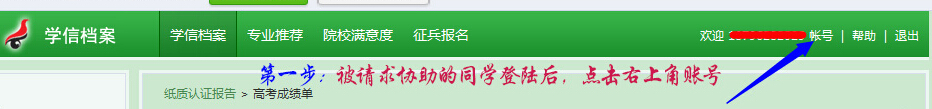 学信档案
学信档案 专业推荐 院校满意度 征兵报名
欢迎 帐号 | 帮助 | 退出
第一步：被请求协助的同学登陆后，点击右上角账号
纸质认证报告 > 高考成绩单